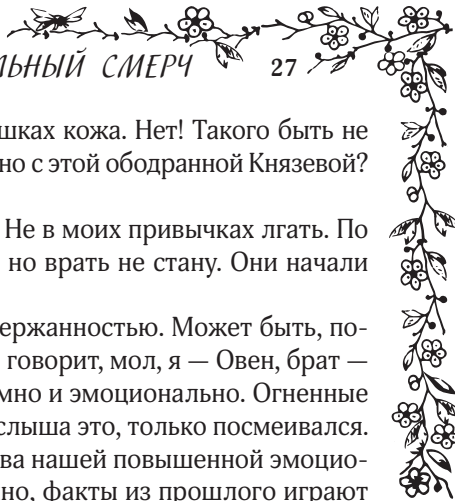 ЛЬНЫЙ СМЕРЧ 27
шках кожа. Нет! Такого быть не
но с этой ободранной Князевой?
Не в моих привычках лгать. По
но врать не стану. Они начали
ержанностью. Может быть, по-
говорит, мол, я — Овен, брат —
мно и эмоционально. Огненные
слыша это, только посмеивался.
ва нашей повышенной эмоцио-
но, факты из прошлого играют